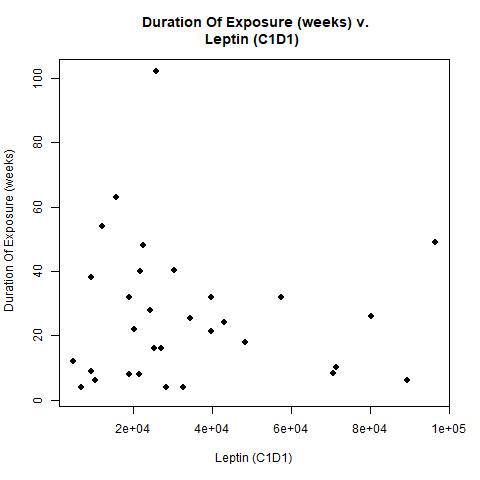 Duration Of Exposure (weeks) v.
Leptin (C1D1)
100
80
60
40
20
0
Duration Of Exposure (weeks)
2e+04 4e+04 6e+04 8e+04 1e+05
Leptin (C1D1)